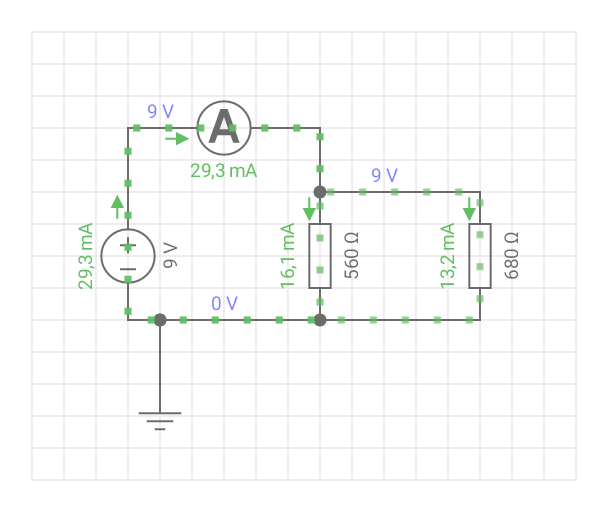 9 V
A
29,3 mA
9 V
29,3 mA
9 V
16,1 mA
560 Ω
13,2 mA
680 Ω
0 V